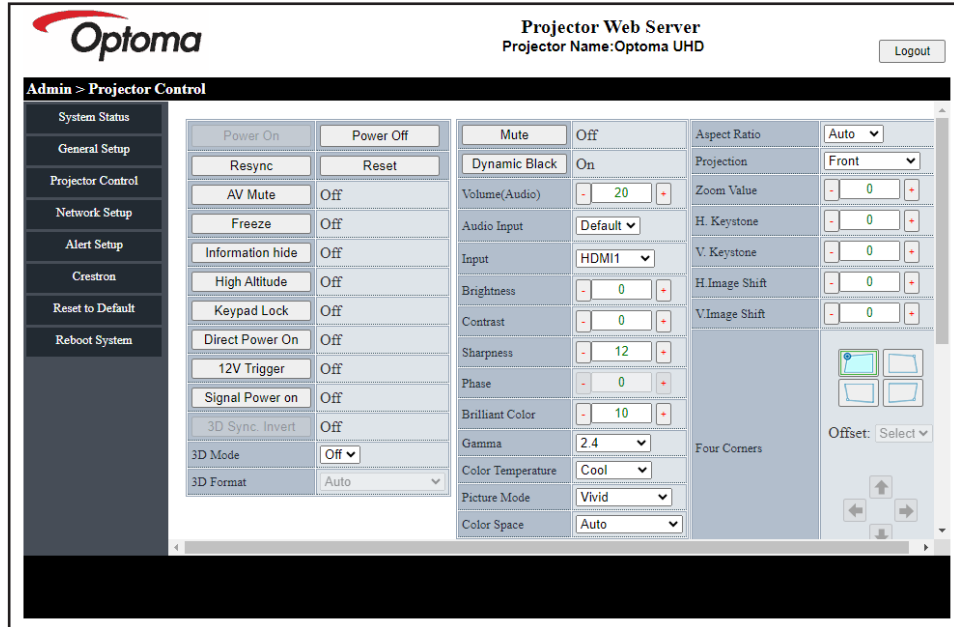 Optoma
Projector Web Server
Projector Name:Optoma UHD
Logout
Admin > Projector Control
System Status
General Setup
Projector Control
Network Setup
Alert Setup
Crestron
Reset to Default
Reboot System
Power On Power Off
Resync Reset
AV Mute Off
Freeze Off
Information hide Off
High Altitude Off
Keypad Lock Off
Direct Power On Off
12V Trigger Off
Signal Power on Off
3D Sync. Invert Off
3D Mode Off
3D Format Auto
Mute Off
Dynamic Black On
Volume(Audio) - 20 +
Audio Input Default
Input HDMI1
Brightness - 0 +
Contrast - 0 +
Sharpness - 12 +
Phase - 0 +
Brilliant Color - 10 +
Gamma 2.4
Color Temperature Cool
Picture Mode Vivid
Color Space Auto
Aspect Ratio Auto
Projection Front
Zoom Value - 0 +
H. Keystone - 0 +
V. Keystone - 0 +
H.Image Shift - 0 +
V.Image Shift - 0 +
Four Corners
Offset: Select